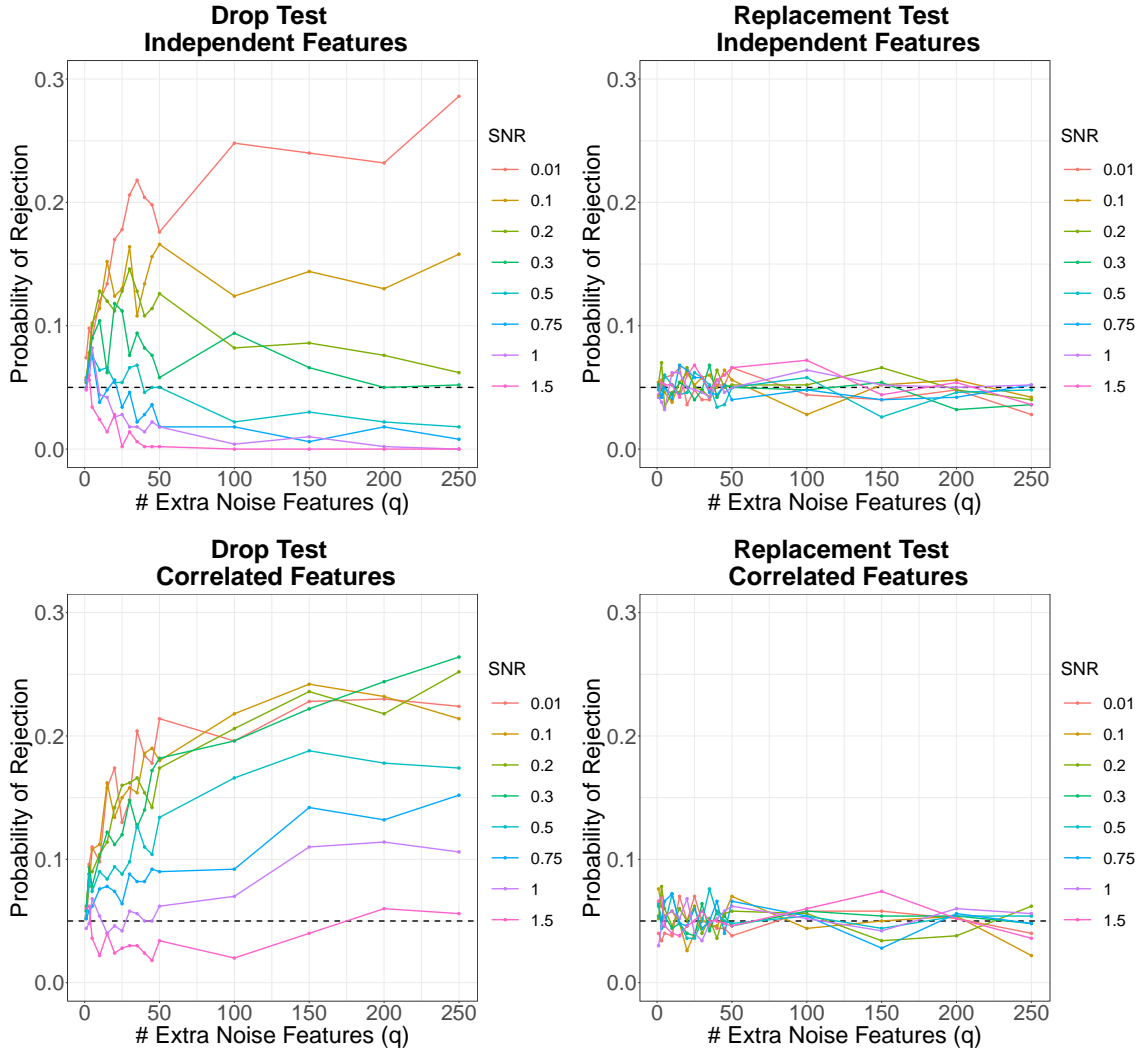 Drop Test
Independent Features
Probability of Rejection
0.3
0.2
0.1
0.0
0 50 100 150 200 250
# Extra Noise Features (q)
SNR
0.01
0.1
0.2
0.3
0.5
0.75
1
1.5
Replacement Test
Independent Features
Probability of Rejection
0.3
0.2
0.1
0.0
0 50 100 150 200 250
# Extra Noise Features (q)
SNR
0.01
0.1
0.2
0.3
0.5
0.75
1
1.5
Drop Test
Correlated Features
Probability of Rejection
0.3
0.2
0.1
0.0
0 50 100 150 200 250
# Extra Noise Features (q)
SNR
0.01
0.1
0.2
0.3
0.5
0.75
1
1.5
Replacement Test
Correlated Features
Probability of Rejection
0.3
0.2
0.1
0.0
0 50 100 150 200 250
# Extra Noise Features (q)
SNR
0.01
0.1
0.2
0.3
0.5
0.75
1
1.5